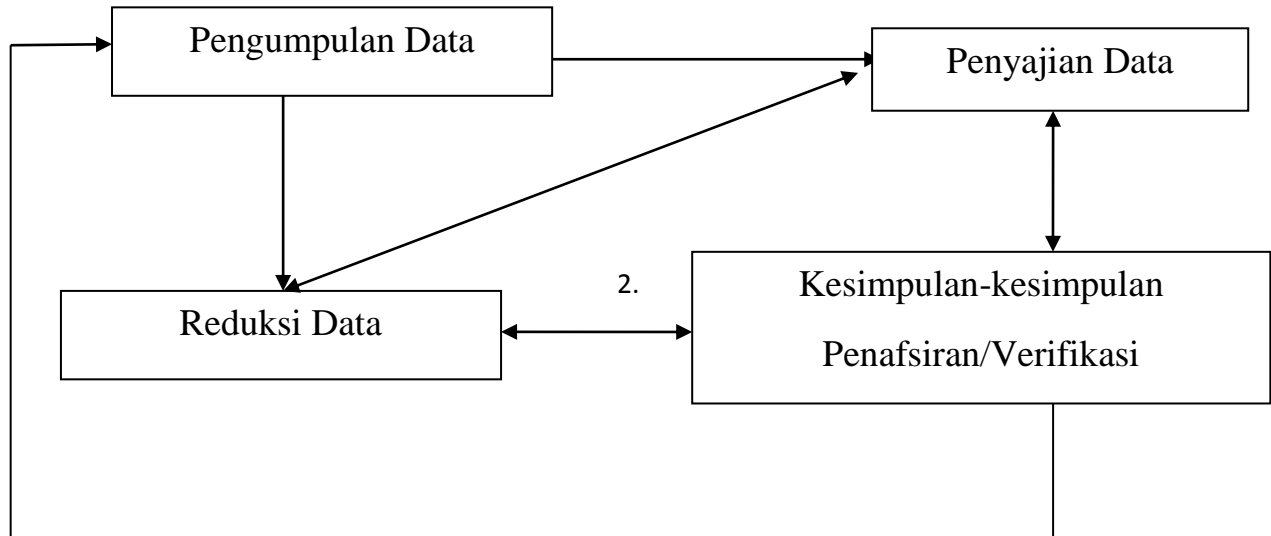 Pengumpulan Data
Penyajian Data
2.
Kesimpulan-kesimpulan
Penafsiran/Verifikasi
Reduksi Data